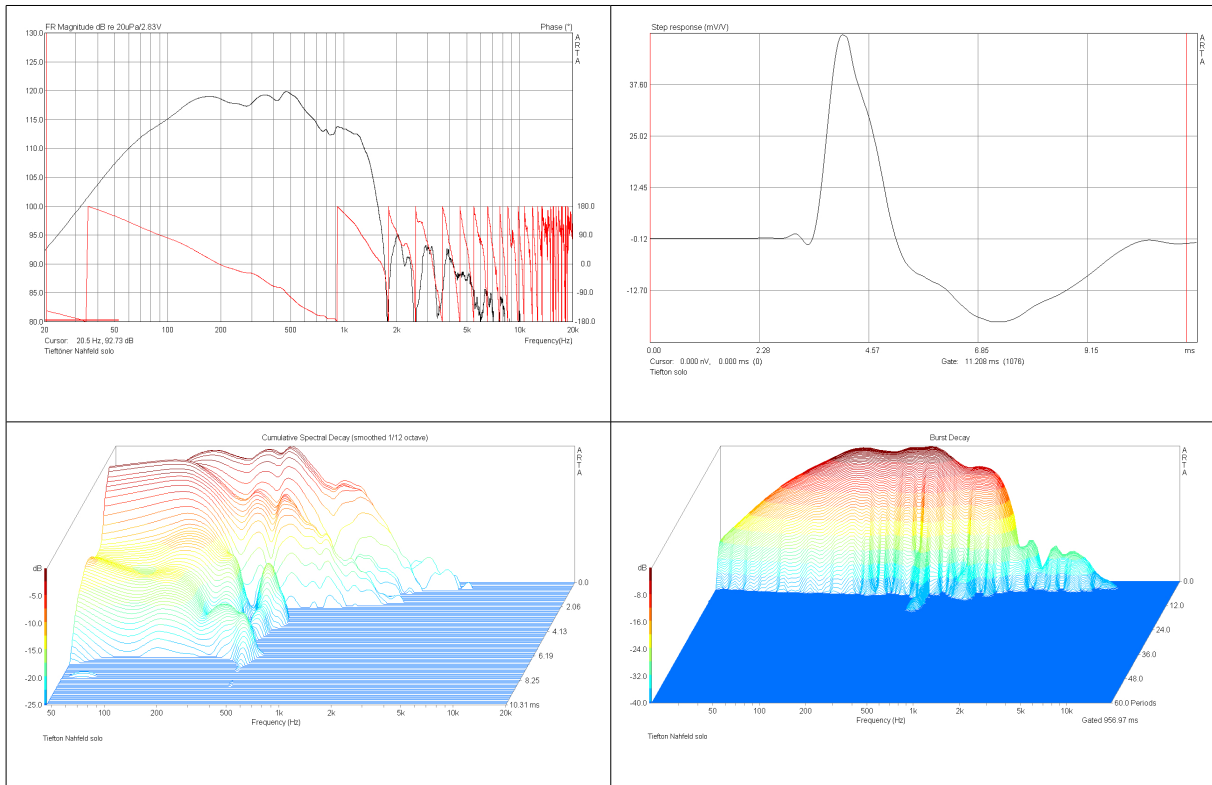 FR Magnitude dB re 20uPa/2.83V
Phase (°)
130.0
125.0
120.0
115.0
110.0
105.0
100.0
95.0
90.0
85.0
80.0
A
R
T
A
180.0
90.0
0.0
-90.0
-180.0
20
50
100
200
500
1k
2k
5k
10k
20k
Cursor: 20.5 Hz, 92.73 dB
Frequency(Hz)
Tieftöner Nahfeld solo
Step response (mV/V)
A
R
T
A
37.60
25.02
12.45
-0.12
-12.70
0.00
2.28
4.57
6.85
9.15
ms
Cursor: 0.000 nV, 0.000 ms (0)
Gate: 11.208 ms (1076)
Tiefton solo
Cumulative Spectral Decay (smoothed 1/12 octave)
A
R
T
A
dB
-5.0
-10.0
-15.0
-20.0
-25.0
0.0
2.06
4.13
6.19
8.25
10.31 ms
50
100
200
500
1k
2k
5k
10k
20k
Frequency (Hz)
Tiefton Nahfeld solo
Burst Decay
A
R
T
A
dB
-8.0
-16.0
-24.0
-32.0
-40.0
0.0
12.0
24.0
36.0
48.0
60.0 Periods
50
100
200
500
1k
2k
5k
10k
Frequency (Hz)
Gated 956.97 ms
Tiefton Nahfeld solo